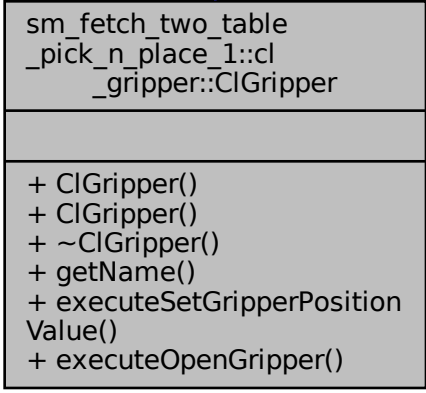 sm_fetch_two_table
_pick_n_place_1::cl
_gripper::ClGripper
+ ClGripper()
+ ClGripper()
+ ~ClGripper()
+ getName()
+ executeSetGripperPosition
Value()
+ executeOpenGripper()